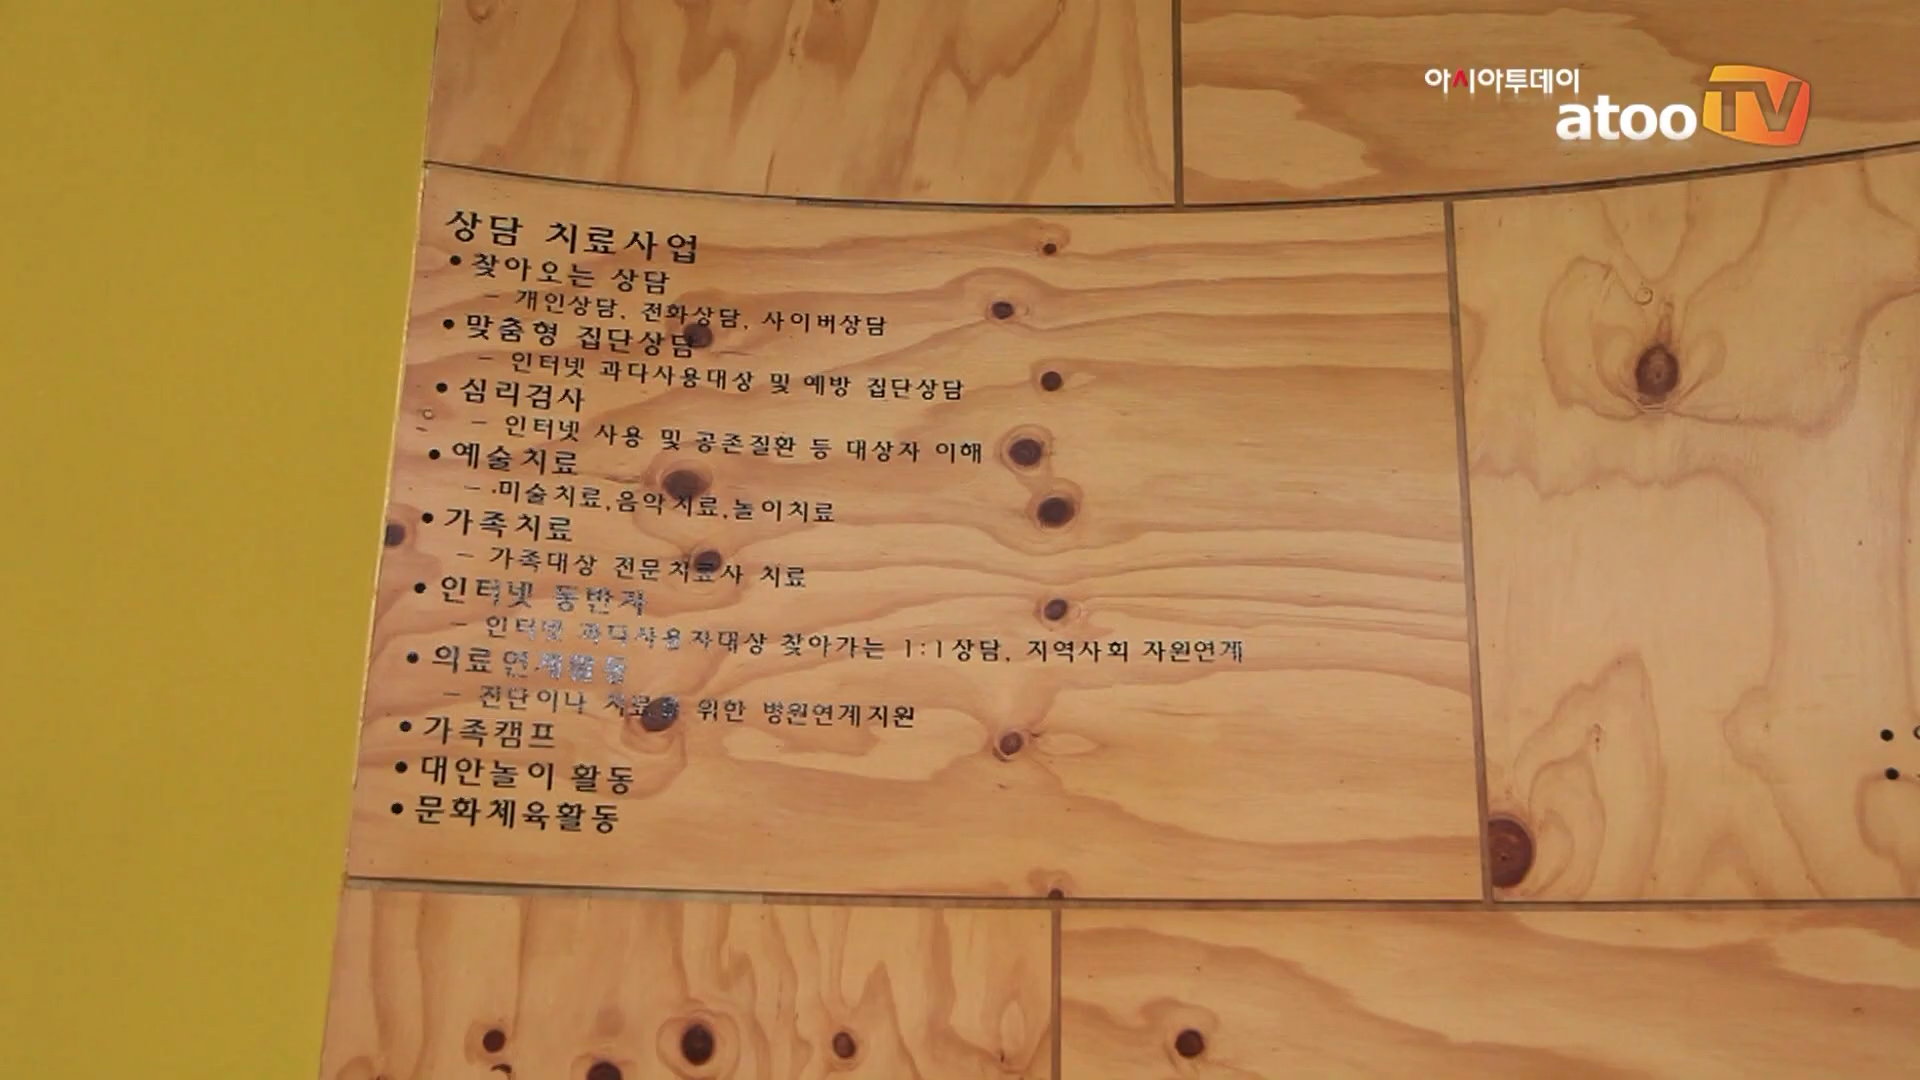 아시아투데이
atooTV
상담 치료사업
• 찾아오는 상담
– 개인상담, 전화상담, 사이버상담
• 맞춤형 집단상담
– 인터넷 과다사용대상 및 예방 집단상담
• 심리검사
– 인터넷 사용 및 공존질환 등 대상자 이해
• 예술치료
– .미술치료,음악치료,놀이치료
• 가족치료
– 가족대상 전문치료사 치료
• 인터넷 동반자
– 인터넷 과다사용자대상 찾아가는 1:1상담, 지역사회 자원연계
• 의료연계활동
– 진단이나 치료를 위한 병원연계지원
• 가족캠프
• 대안놀이 활동
• 문화체육활동